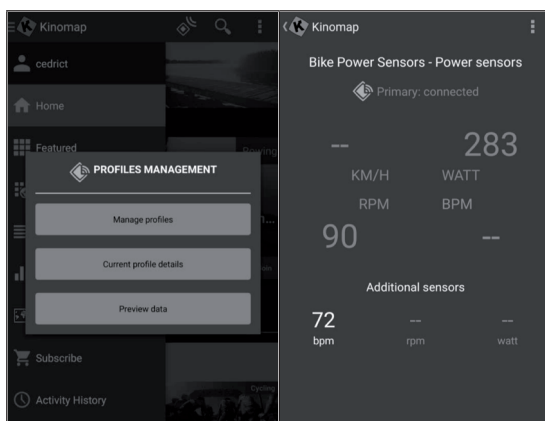 Kinomap
cedrict
Home
Featured
Rowing
PROFILES MANAGEMENT
Manage profiles
Current profile details
Preview data
Subscribe
Activity History
Cycling
Kinomap
Bike Power Sensors - Power sensors
Primary: connected
-- 283
KM/H WATT
RPM BPM
90 --
Additional sensors
72 -- --
bpm rpm watt